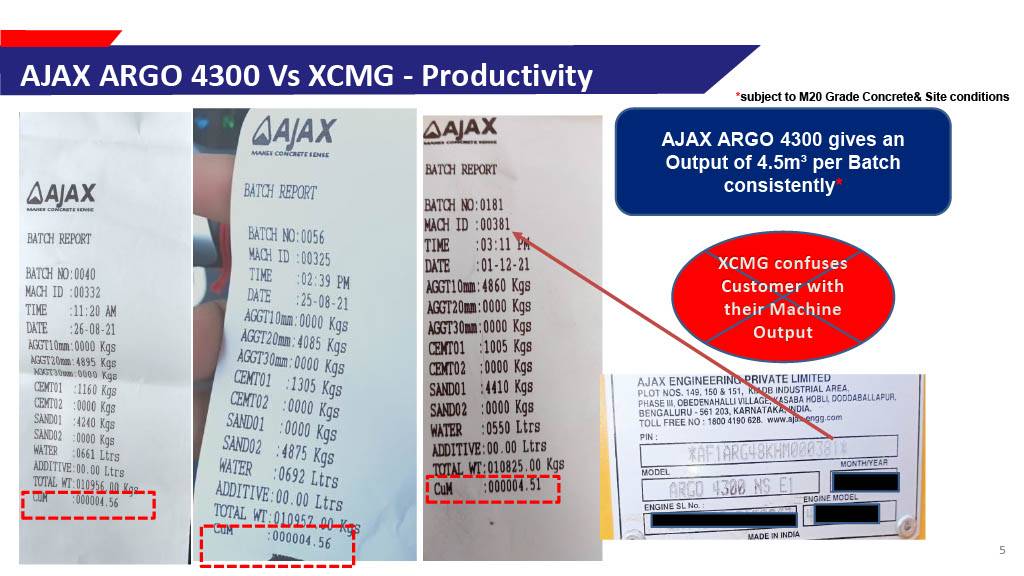 AJAX ARGO 4300 Vs XCMG - Productivity
*subject to M20 Grade Concrete& Site conditions
AJAX
MAKES CONCRETE SENSE
BATCH REPORT
BATCH NO:0040
MACH ID :00332
TIME :11:20 AM
DATE :26-08-21
AGGT10mm:0000 Kgs
AGGT20mm:4895 Kgs
AGGT30mm:0000 Kgs
CEMT01 :1160 Kgs
CEMT02 :0000 Kgs
SAND01 :4240 Kgs
SAND02 :0000 Kgs
WATER :0661 Ltrs
ADDITIVE:00.00 Ltrs
TOTAL WT:010956.00 Kgs
CuM :000004.56
AJAX
MAKES CONCRETE SENSE
BATCH REPORT
BATCH NO:0056
MACH ID :00325
TIME :02:39 PM
DATE :25-08-21
AGGT10mm:0000 Kgs
AGGT20mm:4085 Kgs
AGGT30mm:0000 Kgs
CEMT01 :1305 Kgs
CEMT02 :0000 Kgs
SAND01 :0000 Kgs
SAND02 :4875 Kgs
WATER :0692 Ltrs
ADDITIVE:00.00 Ltrs
TOTAL WT:010957.00 Kgs
CuM :000004.56
AJAX
MAKES CONCRETE SENSE
BATCH REPORT
BATCH NO:0181
MACH ID :00381
TIME :03:11 PM
DATE :01-12-21
AGGT10mm:4860 Kgs
AGGT20mm:0000 Kgs
AGGT30mm:0000 Kgs
CEMT01 :1005 Kgs
CEMT02 :0000 Kgs
SAND01 :4410 Kgs
SAND02 :0000 Kgs
WATER :0550 Ltrs
ADDITIVE:00.00 Ltrs
TOTAL WT:010825.00 Kgs
CuM :000004.51
AJAX ARGO 4300 gives an
Output of 4.5m³ per Batch
consistently*
XCMG confuses
Customer with
their Machine
Output
AJAX ENGINEERING PRIVATE LIMITED
PLOT NOS. 149, 150 & 151, KIADB INDUSTRIAL AREA,
PHASE III, OBEDENAHALLI VILLAGE, KASABA HOBLI, DODDABALLAPUR,
BENGALURU - 561 203, KARNATAKA, INDIA.
TOLL FREE NO : 1800 4190 628. www.ajax-engg.com
PIN :
*AF1ARG48KHM000381*
MODEL
MONTH/YEAR
ARGO 4300 NS E1
ENGINE SL No. :
ENGINE MODEL
MADE IN INDIA
5